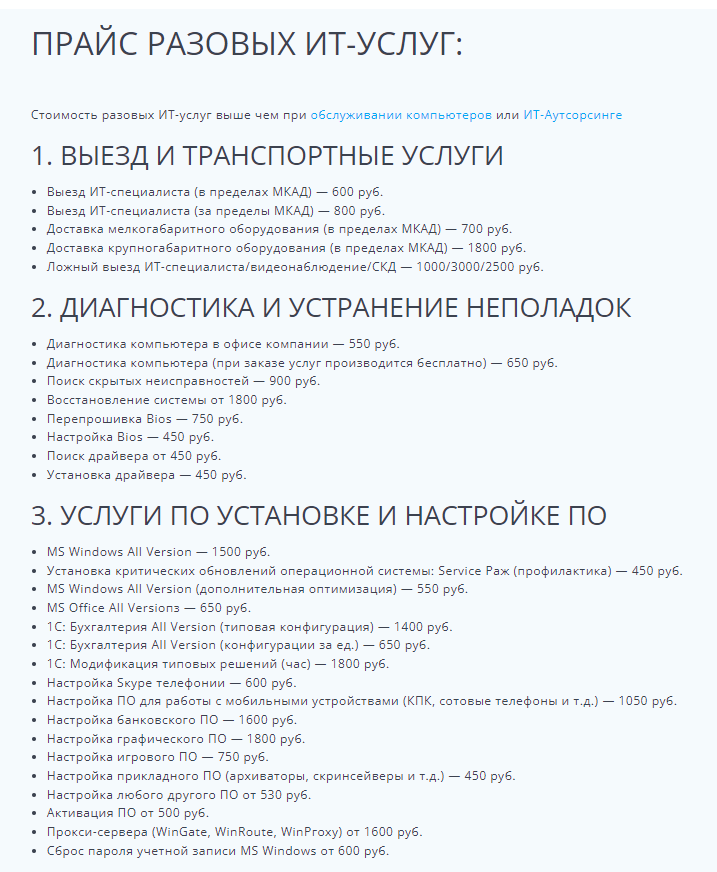 ПРАЙС РАЗОВЫХ ИТ-УСЛУГ:
Стоимость разовых ИТ-услуг выше чем при обслуживании компьютеров или ИТ-Аутсорсинге
1. ВЫЕЗД И ТРАНСПОРТНЫЕ УСЛУГИ
• Выезд ИТ-специалиста (в пределах МКАД) — 600 руб.
• Выезд ИТ-специалиста (за пределы МКАД) — 800 руб.
• Доставка мелкогабаритного оборудования (в пределах МКАД) — 700 руб.
• Доставка крупногабаритного оборудования (в пределах МКАД) — 1800 руб.
• Ложный выезд ИТ-специалиста/видеонаблюдение/СКД — 1000/3000/2500 руб.
2. ДИАГНОСТИКА И УСТРАНЕНИЕ НЕПОЛАДОК
• Диагностика компьютера в офисе компании — 550 руб.
• Диагностика компьютера (при заказе услуг производится бесплатно) — 650 руб.
• Поиск скрытых неисправностей — 900 руб.
• Восстановление системы от 1800 руб.
• Перепрошивка Bios — 750 руб.
• Настройка Bios — 450 руб.
• Поиск драйвера от 450 руб.
• Установка драйвера — 450 руб.
3. УСЛУГИ ПО УСТАНОВКЕ И НАСТРОЙКЕ ПО
• MS Windows All Version — 1500 руб.
• Установка критических обновлений операционной системы: Service Раж (профилактика) — 450 руб.
• MS Windows All Version (дополнительная оптимизация) — 550 руб.
• MS Office All Versionз — 650 руб.
• 1С: Бухгалтерия All Version (типовая конфигурация) — 1400 руб.
• 1С: Бухгалтерия All Version (конфигурации за ед.) — 650 руб.
• 1С: Модификация типовых решений (час) — 1800 руб.
• Настройка Skype телефонии — 600 руб.
• Настройка ПО для работы с мобильными устройствами (КПК, сотовые телефоны и т.д.) — 1050 руб.
• Настройка банковского ПО — 1600 руб.
• Настройка графического ПО — 1800 руб.
• Настройка игрового ПО — 750 руб.
• Настройка прикладного ПО (архиваторы, скринсейверы и т.д.) — 450 руб.
• Настройка любого другого ПО от 530 руб.
• Активация ПО от 500 руб.
• Прокси-сервера (WinGate, WinRoute, WinProxy) от 1600 руб.
• Сброс пароля учетной записи MS Windows от 600 руб.